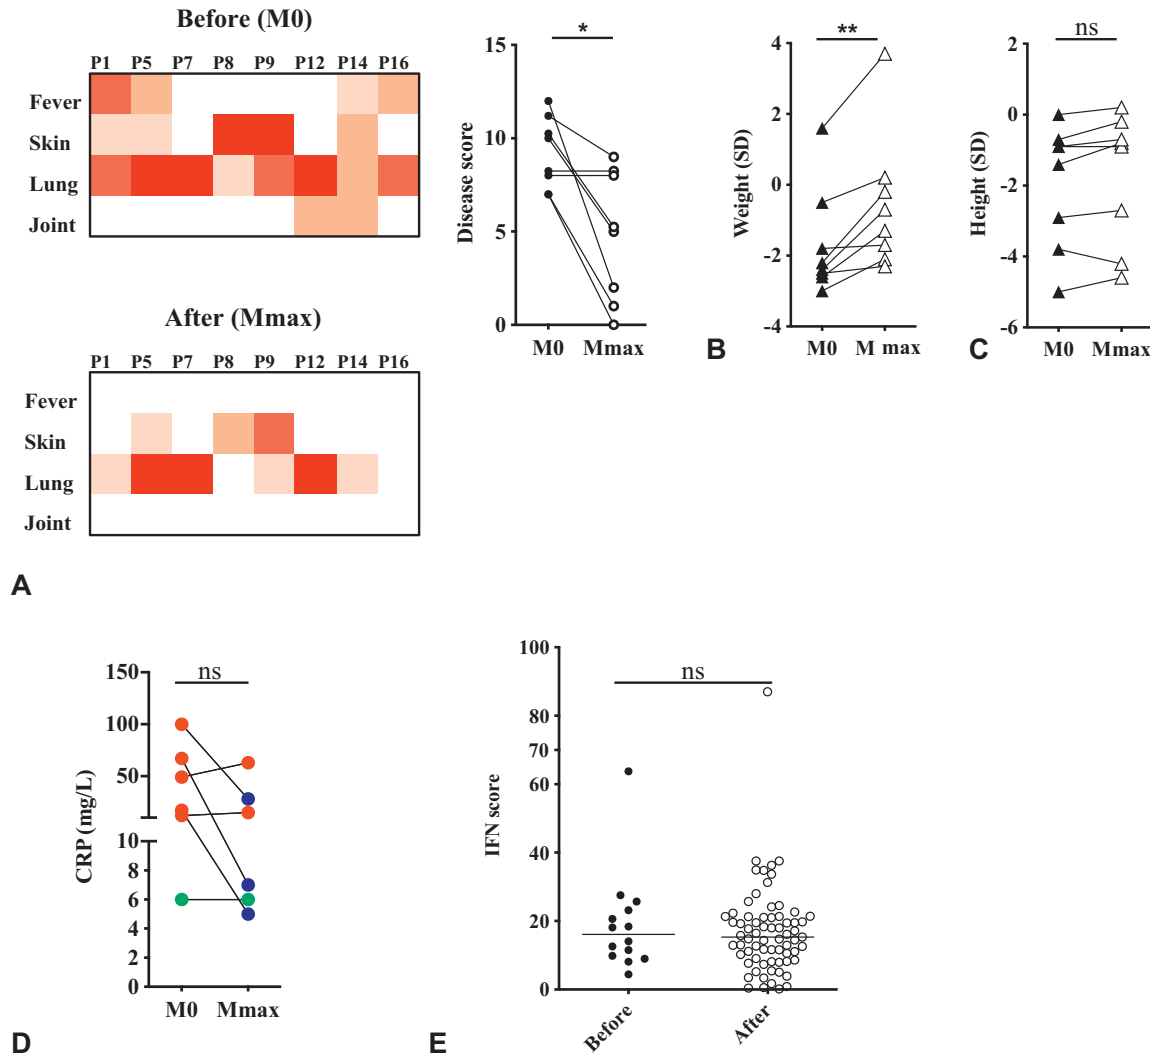 Before (M0)
P1 P5 P7 P8 P9 P12 P14 P16
Fever
Skin
Lung
Joint
After (Mmax)
P1 P5 P7 P8 P9 P12 P14 P16
Fever
Skin
Lung
Joint
A
*
15
10
5
0
Disease score
M0 Mmax
**
4
2
0
-2
-4
Weight (SD)
M0 M max
B
ns
2
0
-2
-4
-6
Height (SD)
M0 Mmax
C
ns
150
100
50
10
8
6
4
2
0
CRP (mg/L)
M0 Mmax
D
ns
100
80
70
60
40
20
0
IFN score
Before After
E